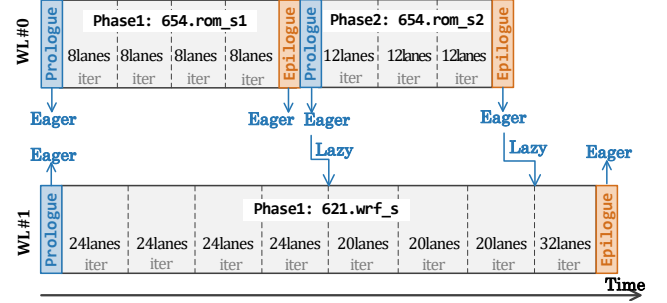 WL#0
Prologue
Phase1: 654.rom_s1
8lanes 8lanes 8lanes 8lanes
iter iter iter iter
Epilogue
Prologue
Phase2: 654.rom_s2
12lanes 12lanes 12lanes
iter iter iter
Epilogue
Eager Eager Eager Eager
Eager Lazy Lazy Eager
WL#1
Prologue
Phase1: 621.wrf_s
24lanes 24lanes 24lanes 24lanes 20lanes 20lanes 20lanes 32lanes
iter iter iter iter iter iter iter iter
Epilogue
Time